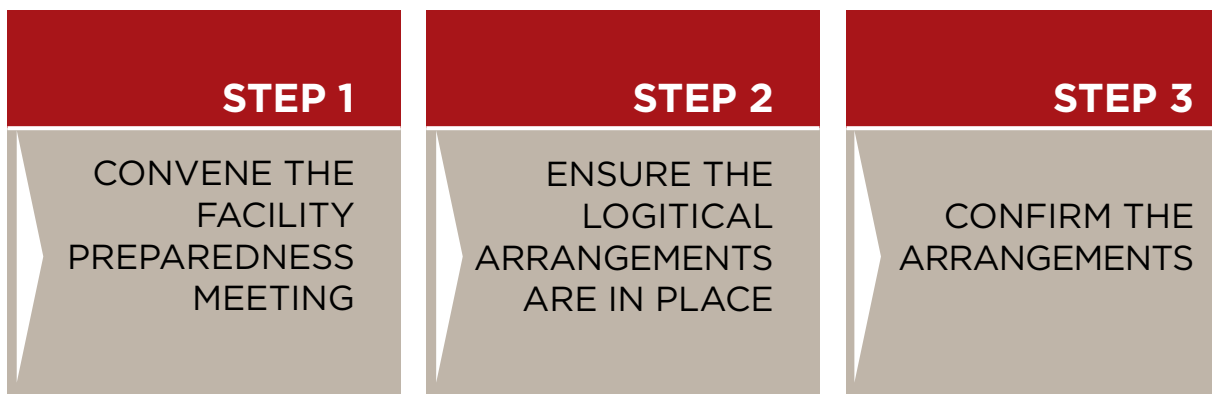 STEP 1
CONVENE THE
FACILITY
PREPAREDNESS
MEETING
STEP 2
ENSURE THE
LOGITICAL
ARRANGEMENTS
ARE IN PLACE
STEP 3
CONFIRM THE
ARRANGEMENTS